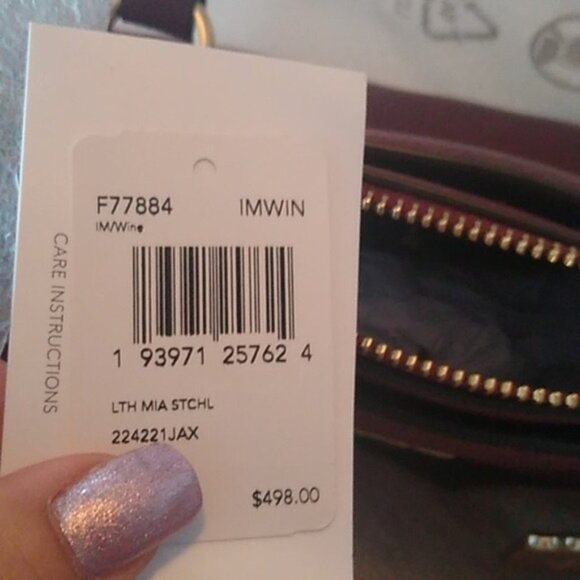 F77884 IMWIN
IM/Wine
1 93971 25762 4
LTH MIA STCHL
224221JAX
$498.00
CARE INSTRUCTIONS